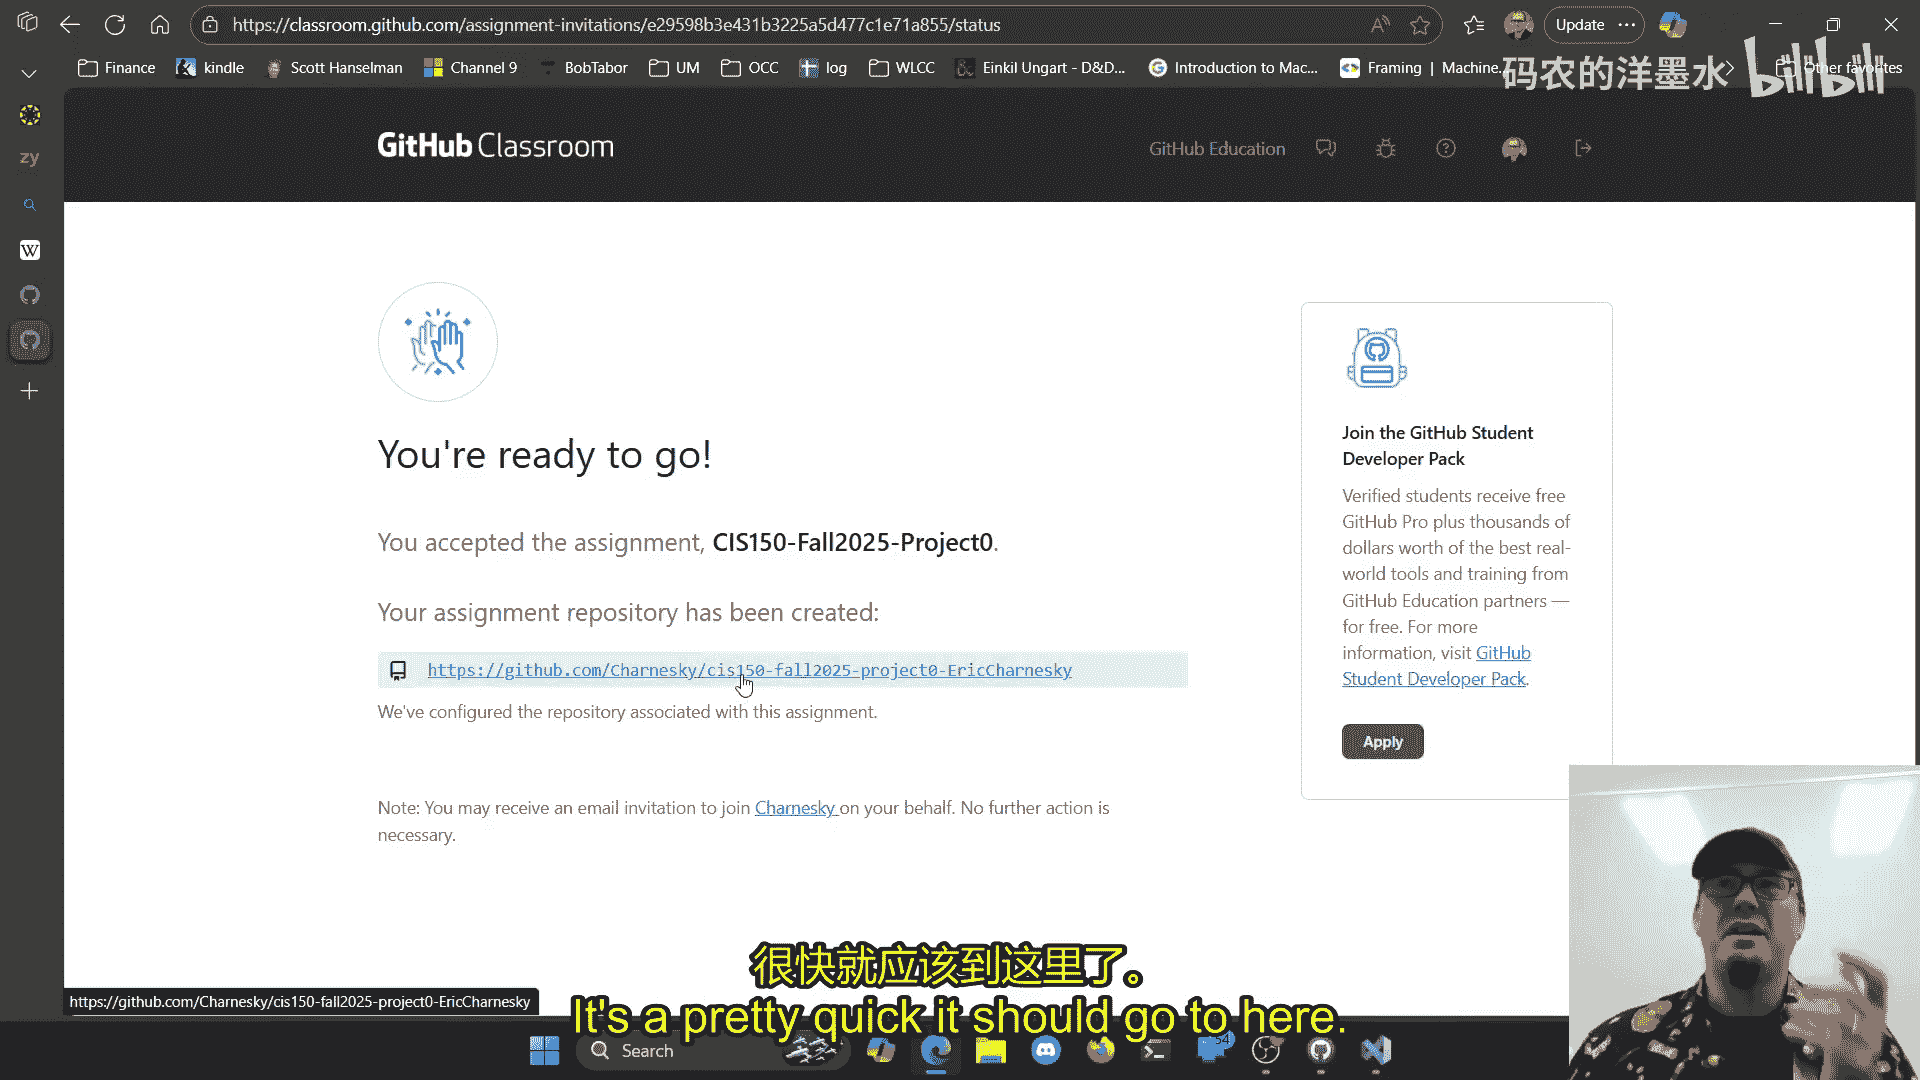 https://classroom.github.com/assignment-invitations/e29598b3e431b3225a5d477c1e71a855/status
Update
Finance
kindle
Scott Hanselman
Channel 9
BobTabor
UM
OCC
log
WLCC
Einkil Ungart - D&D...
Introduction to Mac...
Framing | Machine...
Other favorites
码农的洋墨水
bilibili
zy
W
GitHub Classroom
GitHub Education
You're ready to go!
You accepted the assignment, CIS150-Fall2025-Project0.
Your assignment repository has been created:
https://github.com/Charnesky/cis150-fall2025-project0-EricCharnesky
We've configured the repository associated with this assignment.
Note: You may receive an email invitation to join Charnesky on your behalf. No further action is
necessary.
Join the GitHub Student
Developer Pack
Verified students receive free
GitHub Pro plus thousands of
dollars worth of the best real-
world tools and training from
GitHub Education partners —
for free. For more
information, visit GitHub
Student Developer Pack.
Apply
很快就应该到这里了。
It's a pretty quick it should go to here.
https://github.com/Charnesky/cis150-fall2025-project0-EricCharnesky
Search
54